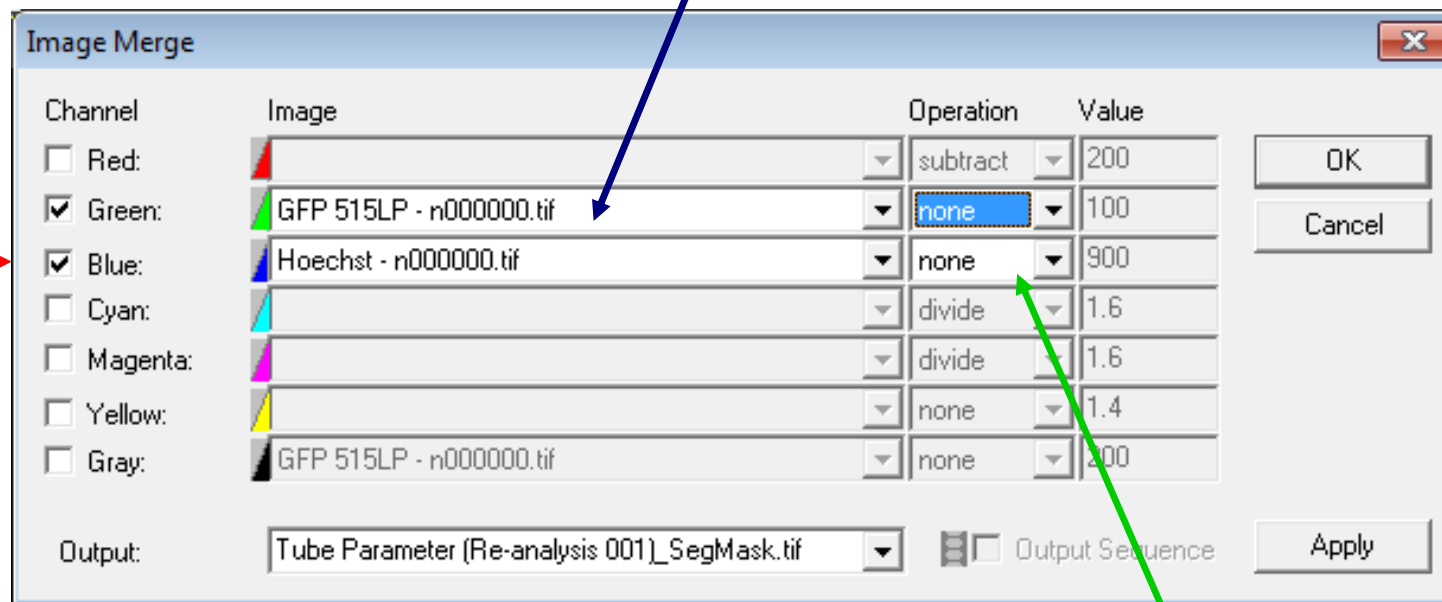 Image Merge
Channel Image Operation Value
Red: subtract 200 OK
Green: GFP 515LP - n000000.tif none 100 Cancel
Blue: Hoechst - n000000.tif none 900
Cyan: divide 1.6
Magenta: divide 1.6
Yellow: none 1.4
Gray: GFP 515LP - n000000.tif none 200
Output: Tube Parameter (Re-analysis 001)_SegMask.tif Output Sequence Apply